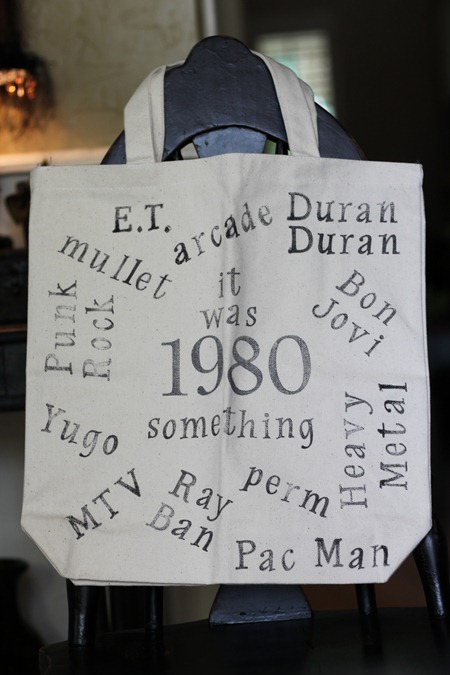 E.T.
arcade
Duran
Duran
mullet
it
was
1980
something
Bon
Jovi
Punk
Rock
Heavy
Metal
Yugo
MTV
Ray
Ban
perm
Pac Man